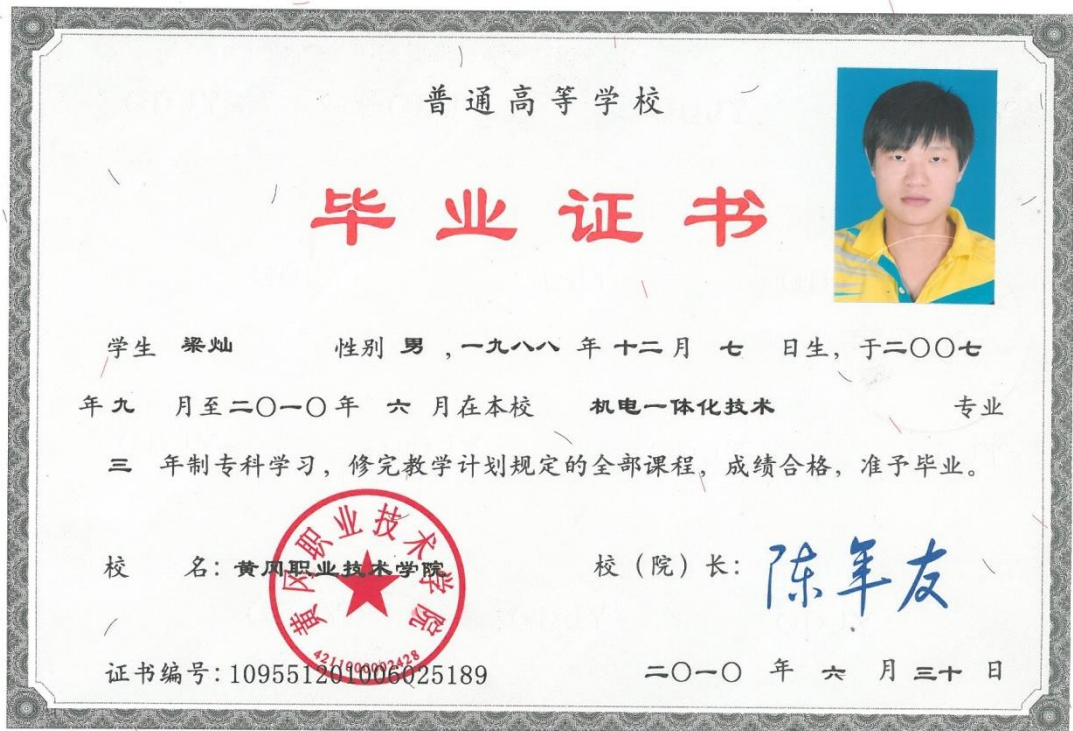 普通高等学校
毕业证书
学生 梁灿 性别 男 ,一九八八 年 十二 月 七 日生, 于二〇〇七
年 九 月至 二〇一〇 年 六 月在本校 机电一体化技术 专业
三 年制专科学习, 修完教学计划规定的全部课程, 成绩合格, 准予毕业。
校 名: 黄冈职业技术学院
黄冈职业技术学院
4211000002428
校（院）长: 陈年友
证书编号: 109551201006025189
二〇一〇 年 六 月 三十 日